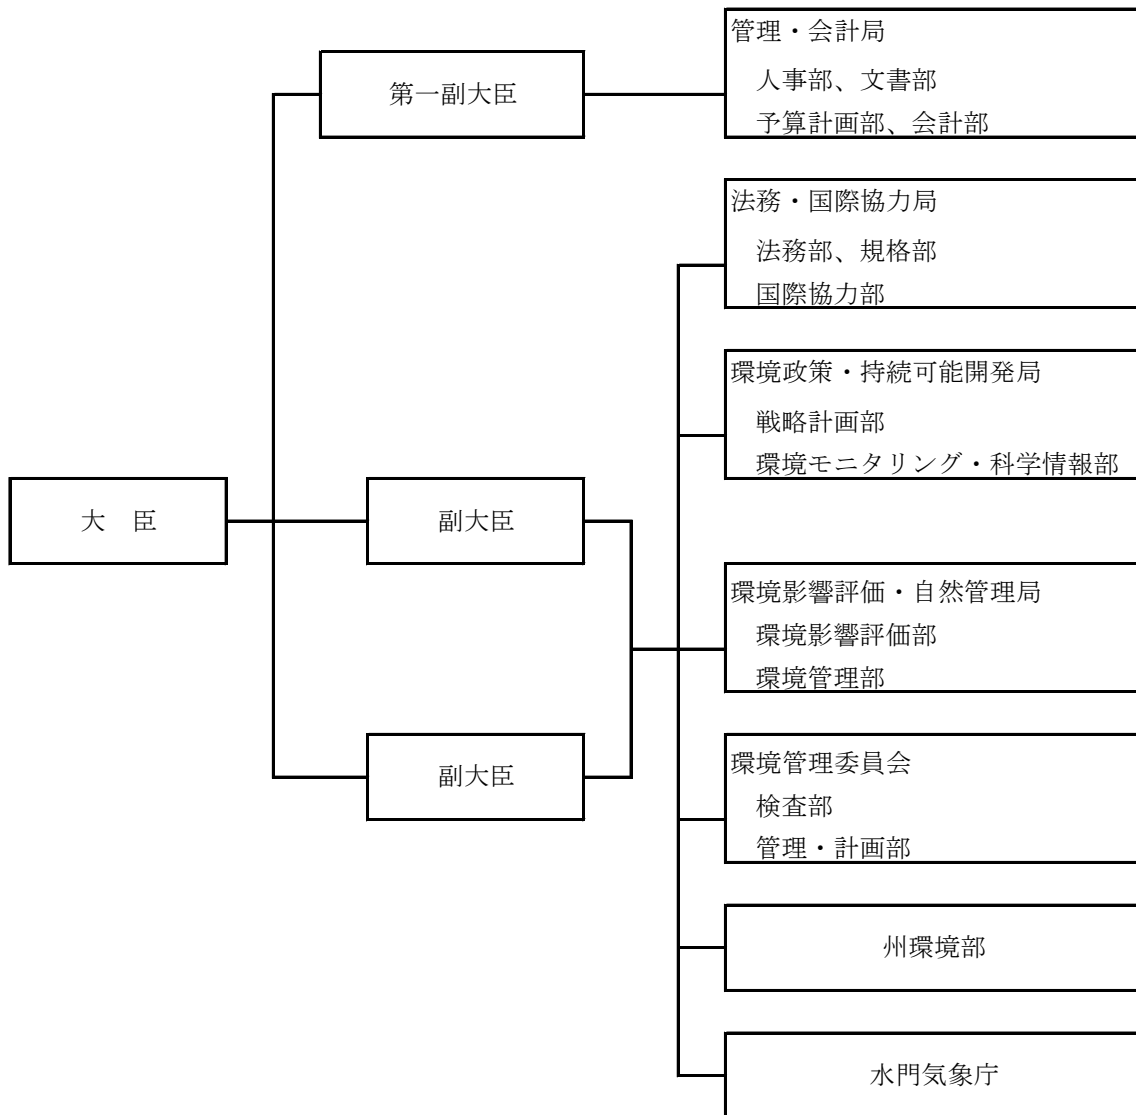 管理・会計局
人事部、文書部
予算計画部、会計部
第一副大臣
法務・国際協力局
法務部、規格部
国際協力部
環境政策・持続可能開発局
戦略計画部
環境モニタリング・科学情報部
大　臣
副大臣
環境影響評価・自然管理局
環境影響評価部
環境管理部
副大臣
環境管理委員会
検査部
管理・計画部
州環境部
水門気象庁